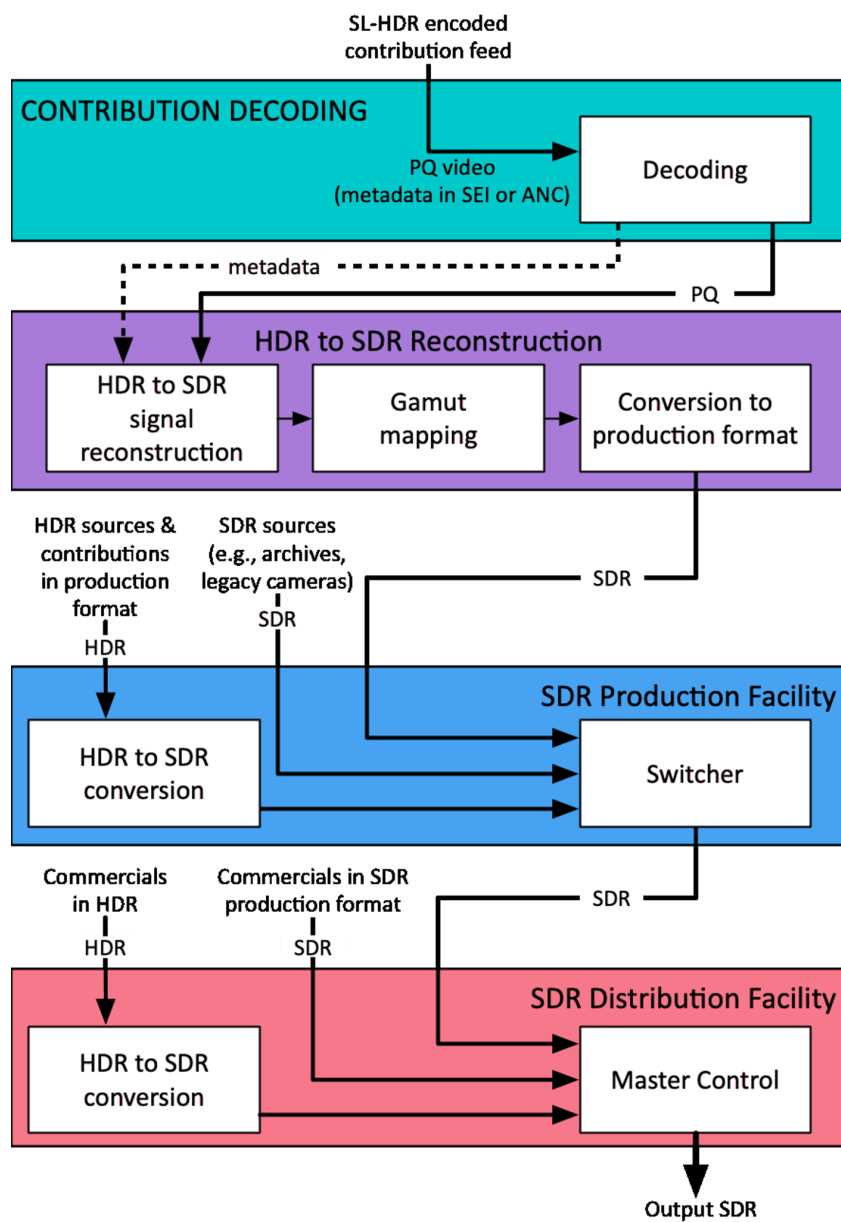 SL-HDR encoded
contribution feed
CONTRIBUTION DECODING
PQ video
(metadata in SEI or ANC)
Decoding
metadata
PQ
HDR to SDR Reconstruction
HDR to SDR
signal
reconstruction
Gamut
mapping
Conversion to
production format
HDR sources &
contributions
in production
format
HDR
SDR sources
(e.g., archives,
legacy cameras)
SDR
SDR
SDR Production Facility
HDR to SDR
conversion
Switcher
Commercials
in HDR
HDR
Commercials in SDR
production format
SDR
SDR
SDR Distribution Facility
HDR to SDR
conversion
Master Control
Output SDR